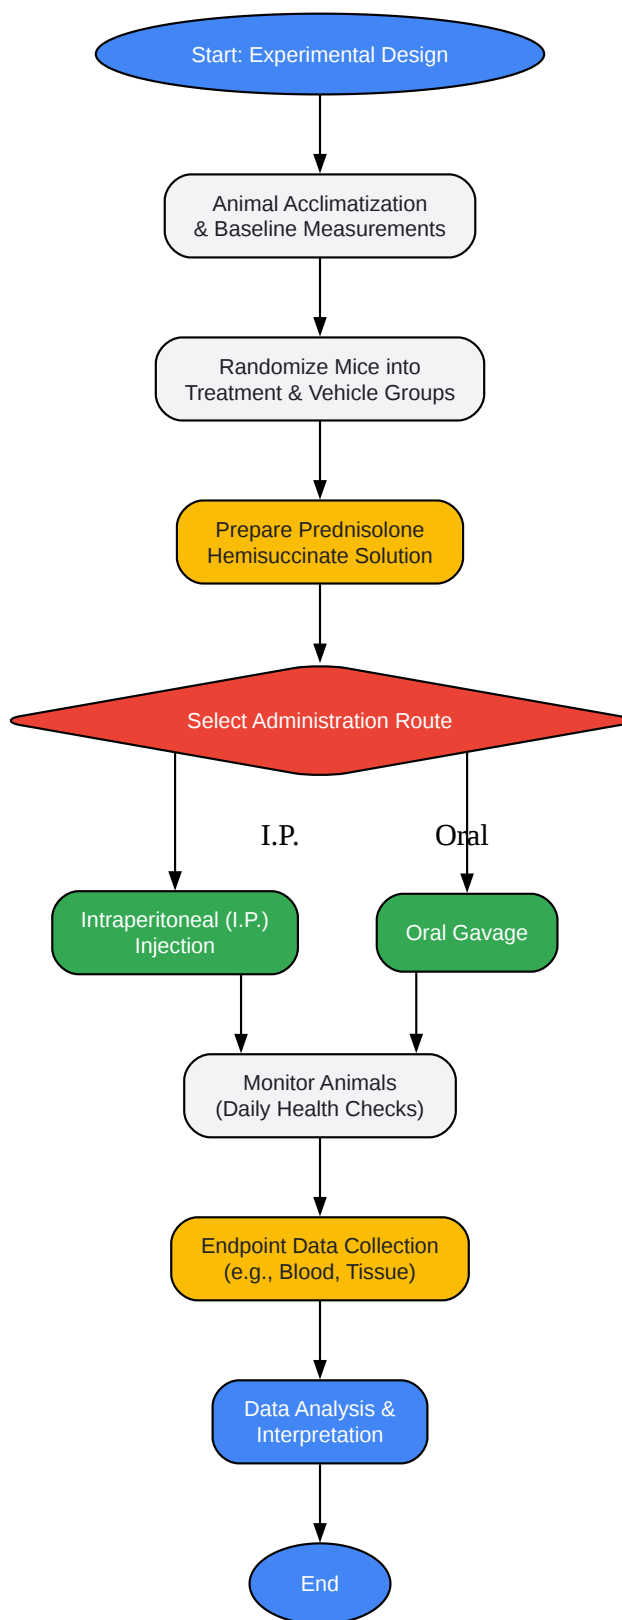 Start: Experimental Design
Animal Acclimatization
& Baseline Measurements
Randomize Mice into
Treatment & Vehicle Groups
Prepare Prednisolone
Hemisuccinate Solution
Select Administration Route
I.P.
Oral
Intraperitoneal (I.P.)
Injection
Oral Gavage
Monitor Animals
(Daily Health Checks)
Endpoint Data Collection
(e.g., Blood, Tissue)
Data Analysis &
Interpretation
End